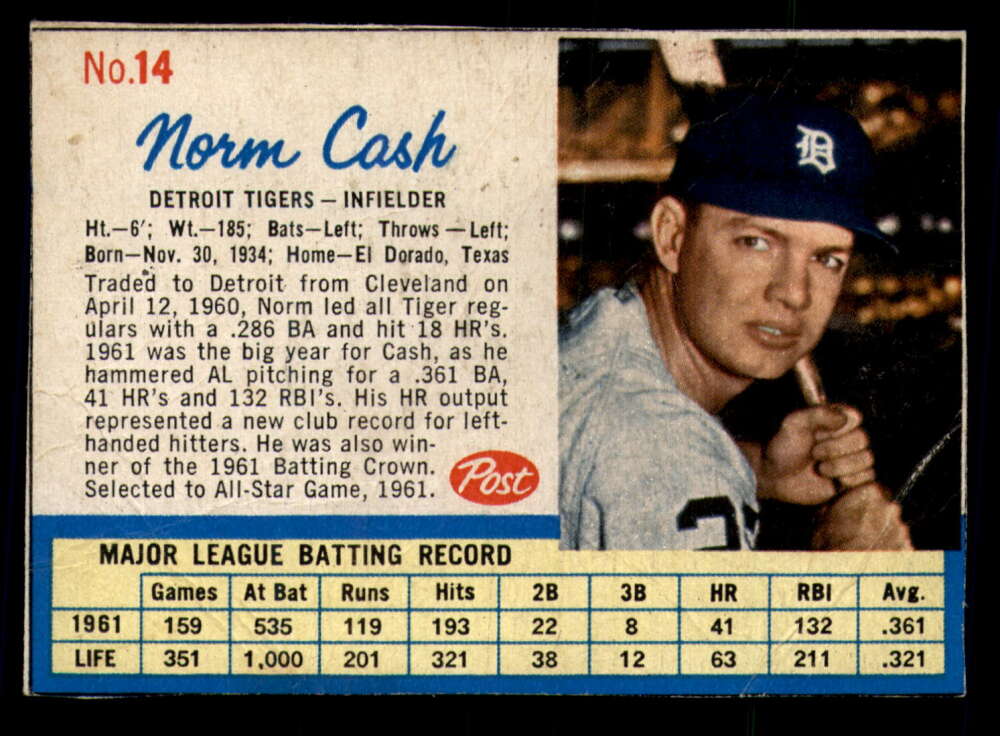 No.14
Norm Cash
DETROIT TIGERS – INFIELDER
Ht.–6'; Wt.–185; Bats–Left; Throws–Left;
Born–Nov. 30, 1934; Home–El Dorado, Texas
Traded to Detroit from Cleveland on
April 12, 1960, Norm led all Tiger reg-
ulars with a .286 BA and hit 18 HR's.
1961 was the big year for Cash, as he
hammered AL pitching for a .361 BA,
41 HR's and 132 RBI's. His HR output
represented a new club record for left-
handed hitters. He was also win-
ner of the 1961 Batting Crown.
Selected to All-Star Game, 1961.
Post
D
MAJOR LEAGUE BATTING RECORD
Games At Bat Runs Hits 2B 3B HR RBI Avg.
1961 159 535 119 193 22 8 41 132 .361
LIFE 351 1,000 201 321 38 12 63 211 .321